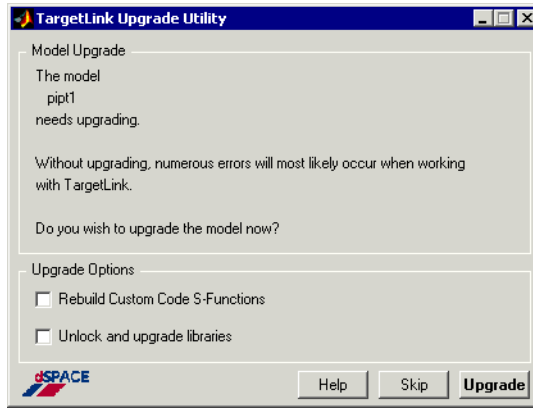 TargetLink Upgrade Utility
Model Upgrade
The model
pipt1
needs upgrading.
Without upgrading, numerous errors will most likely occur when working
with TargetLink.
Do you wish to upgrade the model now?
Upgrade Options
Rebuild Custom Code S-Functions
Unlock and upgrade libraries
dSPACE
Help
Skip
Upgrade